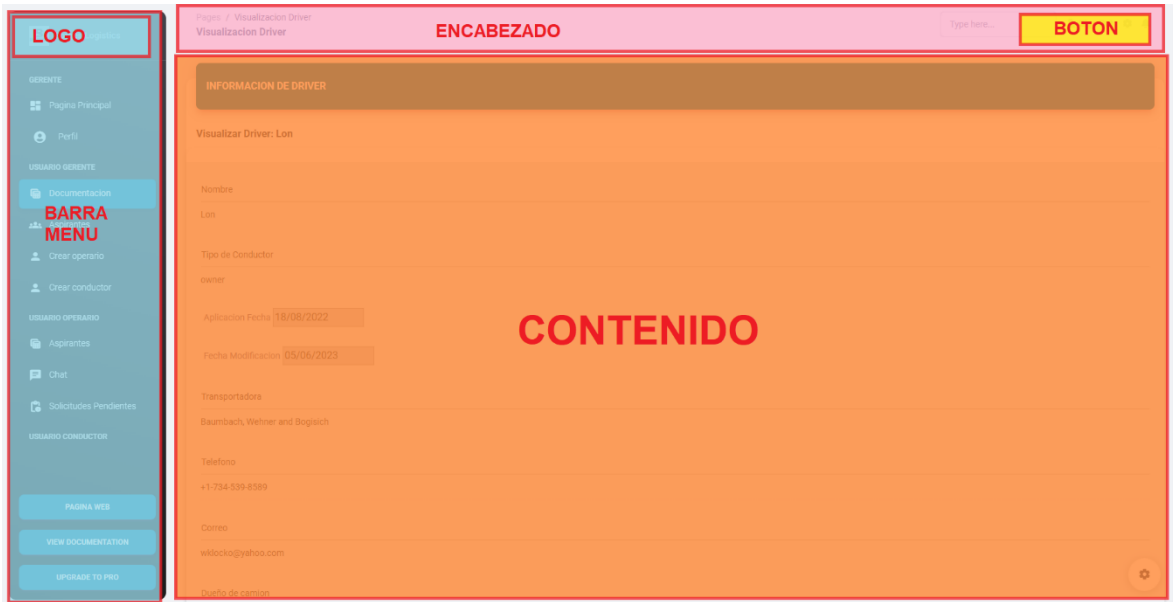 LOGO
GERENTE
Pagina Principal
Perfil
USUARIO GERENTE
Documentacion
BARRA
Aspirantes
MENU
Crear operario
Crear conductor
USUARIO OPERARIO
Aspirantes
Chat
Solicitudes Pendientes
USUARIO CONDUCTOR
PAGINA WEB
VIEW DOCUMENTATION
UPGRADE TO PRO
Pages / Visualizacion Driver
Visualizacion Driver
ENCABEZADO
Type here...
BOTON
INFORMACION DE DRIVER
Visualizar Driver: Lon
Nombre
Lon
Tipo de Conductor
owner
Aplicacion Fecha 18/08/2022
CONTENIDO
Fecha Modificacion 05/06/2023
Transportadora
Baumbach, Wehner and Bogisich
Telefono
+1-734-539-8589
Correo
wklocko@yahoo.com
Dueño de camion